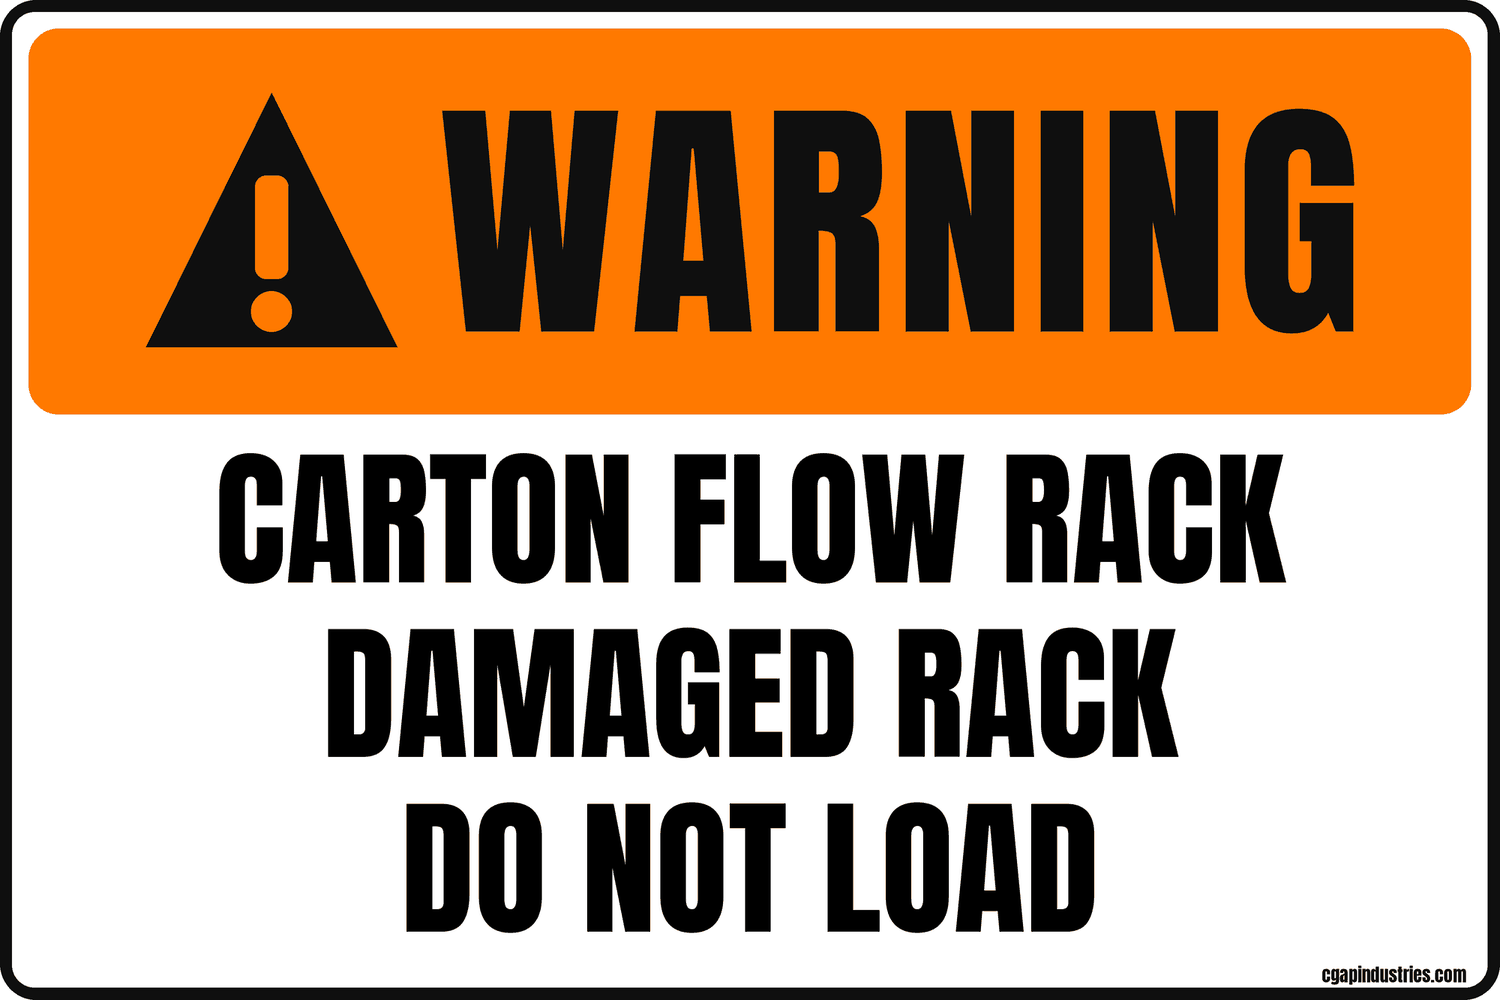 WARNING
CARTON FLOW RACK
DAMAGED RACK
DO NOT LOAD
cgapindustries.com